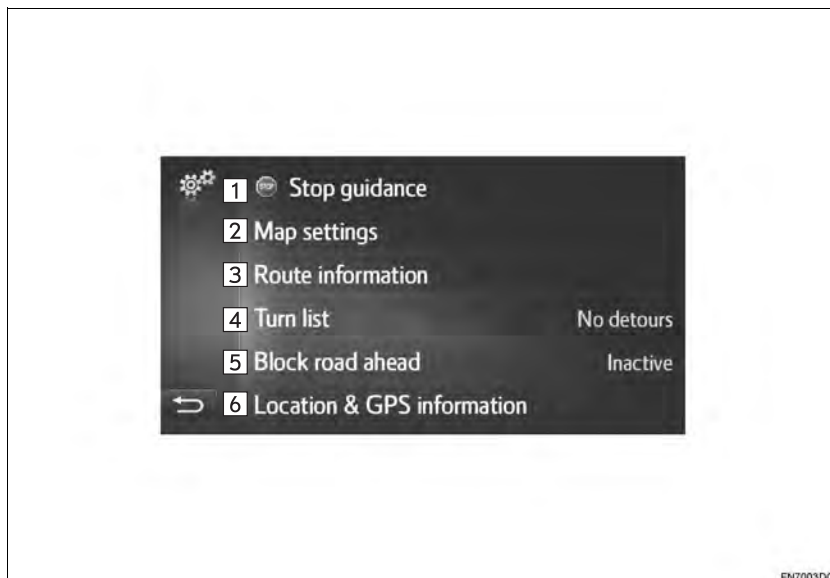 1 STOP Stop guidance
2 Map settings
3 Route information
4 Turn list No detours
5 Block road ahead Inactive
6 Location & GPS information